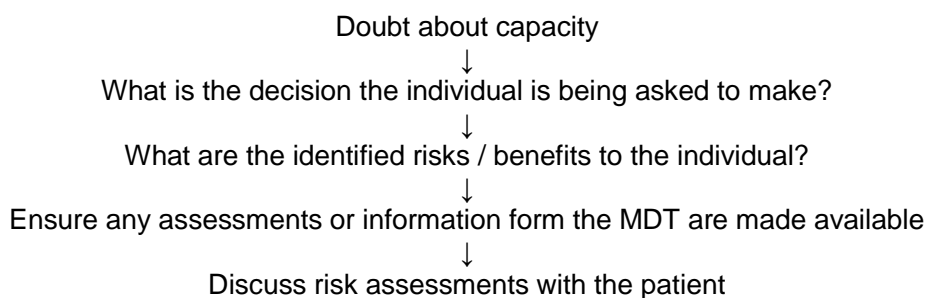 Doubt about capacity
↓
What is the decision the individual is being asked to make?
↓
What are the identified risks / benefits to the individual?
↓
Ensure any assessments or information form the MDT are made available
↓
Discuss risk assessments with the patient